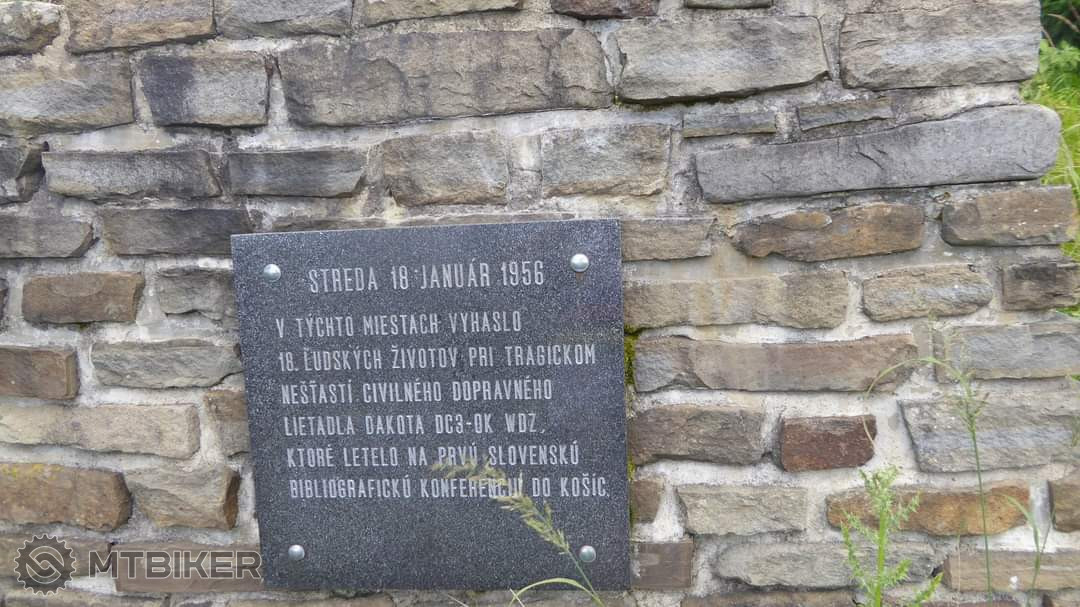 STREDA 18 JANUÁR 1956
V TÝCHTO MIESTACH VYHASLO
18. ĽUDSKÝCH ŽIVOTOV PRI TRAGICKOM
NEŠŤASTÍ CIVILNÉHO DOPRAVNÉHO
LIETADLA DAKOTA DC3-OK WDZ,
KTORÉ LETELO NA PRVÚ SLOVENSKÚ
BIBLIOGRAFICKÚ KONFERENCIU DO KOŠÍC.
MTBIKER